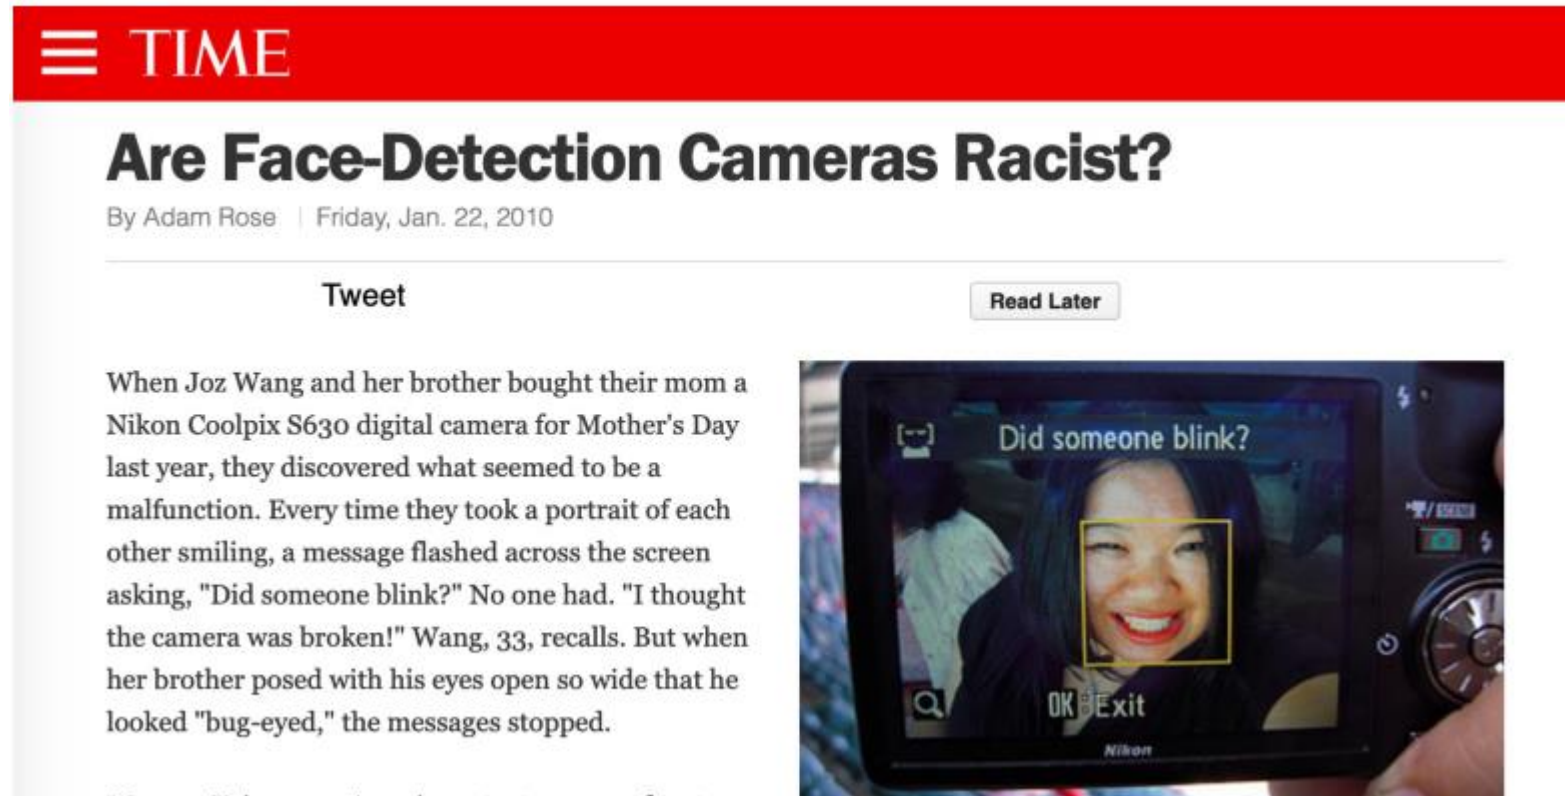 TIME
Are Face-Detection Cameras Racist?
By Adam Rose | Friday, Jan. 22, 2010
Tweet
Read Later
When Joz Wang and her brother bought their mom a
Nikon Coolpix S630 digital camera for Mother's Day
last year, they discovered what seemed to be a
malfunction. Every time they took a portrait of each
other smiling, a message flashed across the screen
asking, "Did someone blink?" No one had. "I thought
the camera was broken!" Wang, 33, recalls. But when
her brother posed with his eyes open so wide that he
looked "bug-eyed," the messages stopped.
Did someone blink?
SCENE
OK:Exit
Nikon